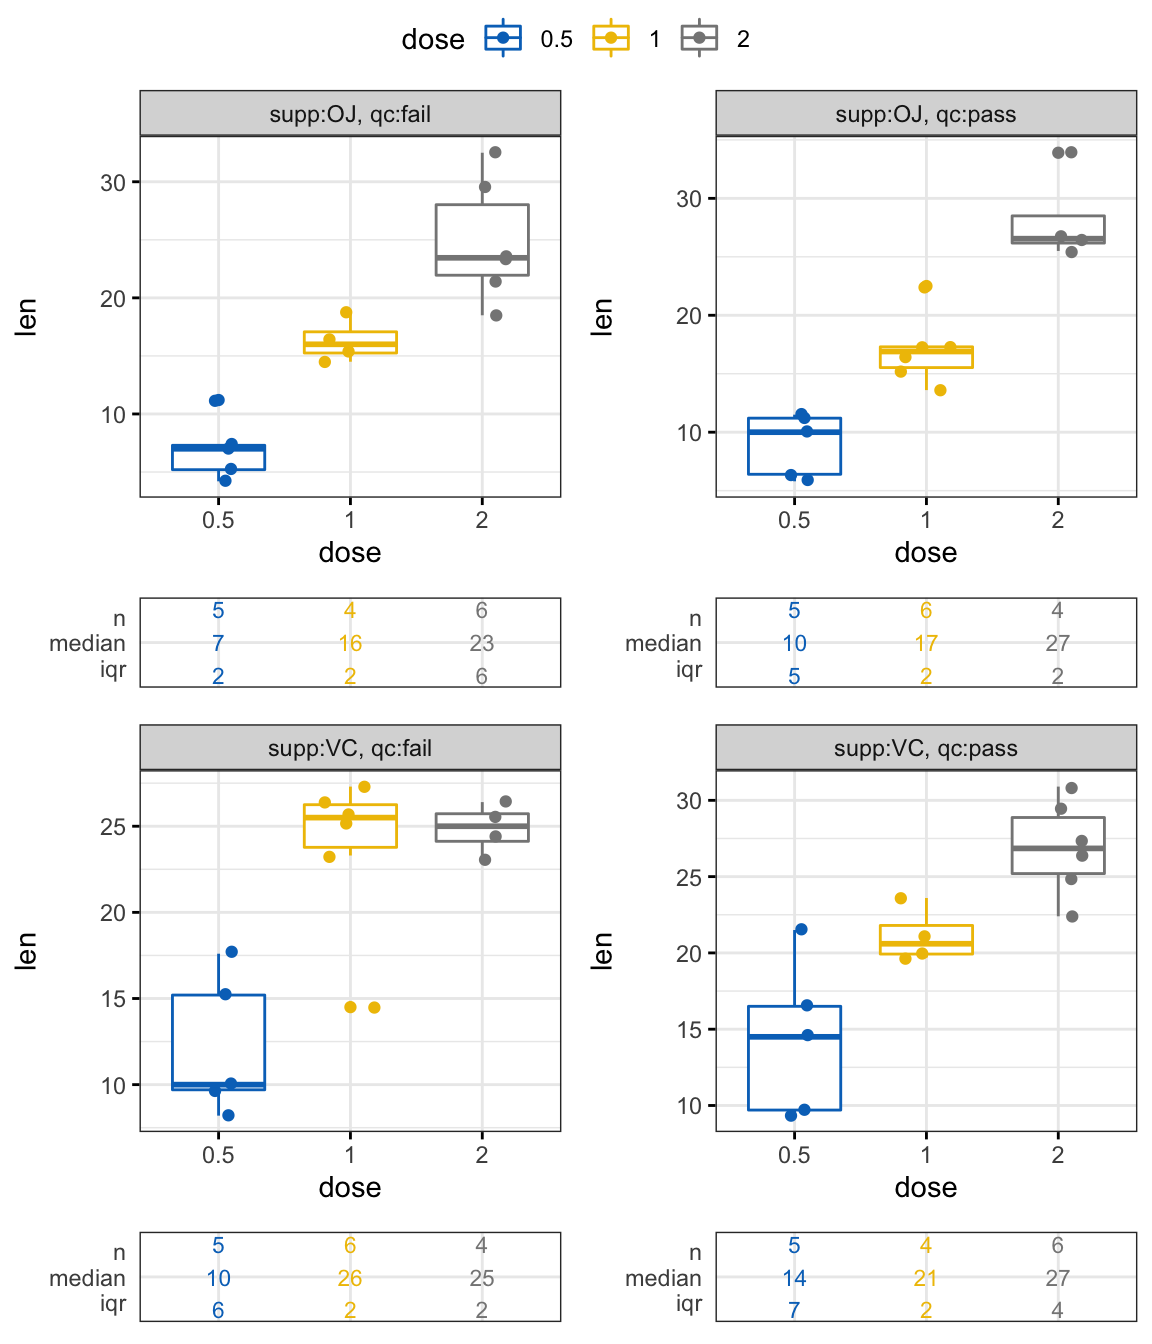 dose 0.5 1 2
supp:OJ, qc:fail
len
30
20
10
0.5 1 2
dose
n 5 4 6
median 7 16 23
iqr 2 2 6
supp:OJ, qc:pass
len
30
20
10
0.5 1 2
dose
n 5 6 4
median 10 17 27
iqr 5 2 2
supp:VC, qc:fail
len
25
20
15
10
0.5 1 2
dose
n 5 6 4
median 10 26 25
iqr 6 2 2
supp:VC, qc:pass
len
30
25
20
15
10
0.5 1 2
dose
n 5 4 6
median 14 21 27
iqr 7 2 4